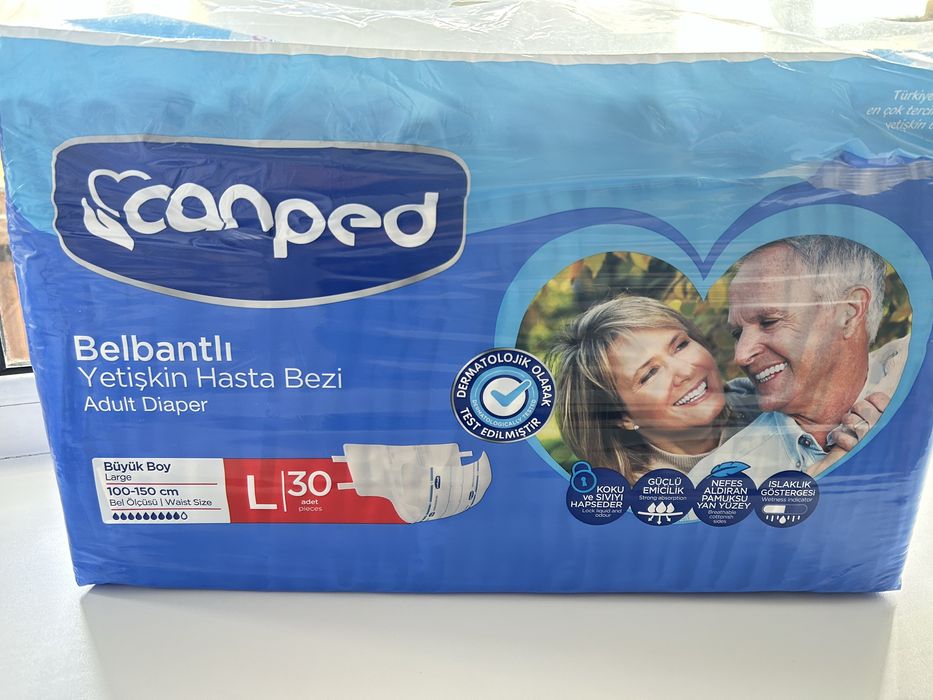 Türkiye
en çok terc
yetişkin
canped
Belbantlı
Yetişkin Hasta Bezi
Adult Diaper
DERMATOLOJİK OLARAK
TEST EDİLMİŞTİR
DERMATOLOGICALLY TESTED
Büyük Boy
Large
100-150 cm
Bel Ölçüsü | Waist Size
L
30
adet
pieces
KOKU
ve SIVIYI
HAPSEDER
Lock liquid and
odour
GÜÇLÜ
EMİCİLİK
Strong absorption
NEFES
ALDIRAN
PAMUKSU
YAN YÜZEY
Breathable
cottonish
sides
ISLAKLIK
GÖSTERGESİ
Wetness indicator